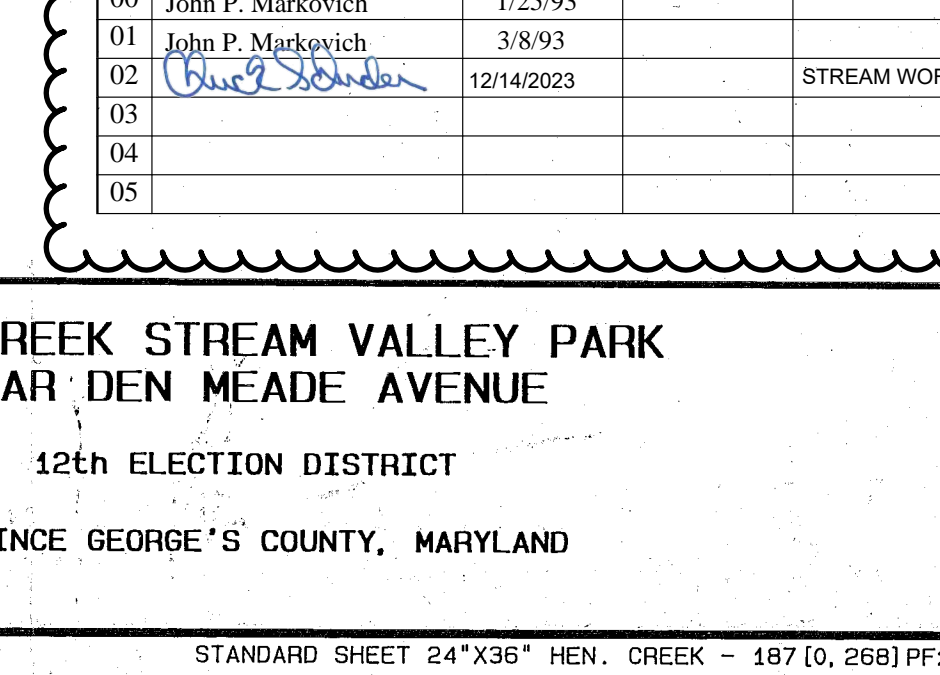 00 John P. Markovich 1/25/93
01 John P. Markovich 3/8/93
02 Chuck Schneider 12/14/2023 STREAM WOR
03
04
05
REEK STREAM VALLEY PARK
AR DEN MEADE AVENUE
12th ELECTION DISTRICT
INCE GEORGE'S COUNTY, MARYLAND
STANDARD SHEET 24"X36" HEN. CREEK - 187[0,268]PF